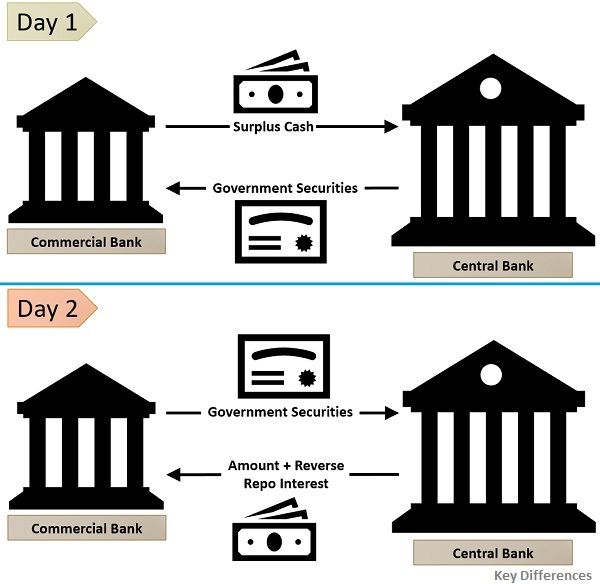 Day 1
Surplus Cash
Government Securities
Commercial Bank
Central Bank
Day 2
Government Securities
Amount + Reverse
Repo Interest
Commercial Bank
Central Bank
Key Differences